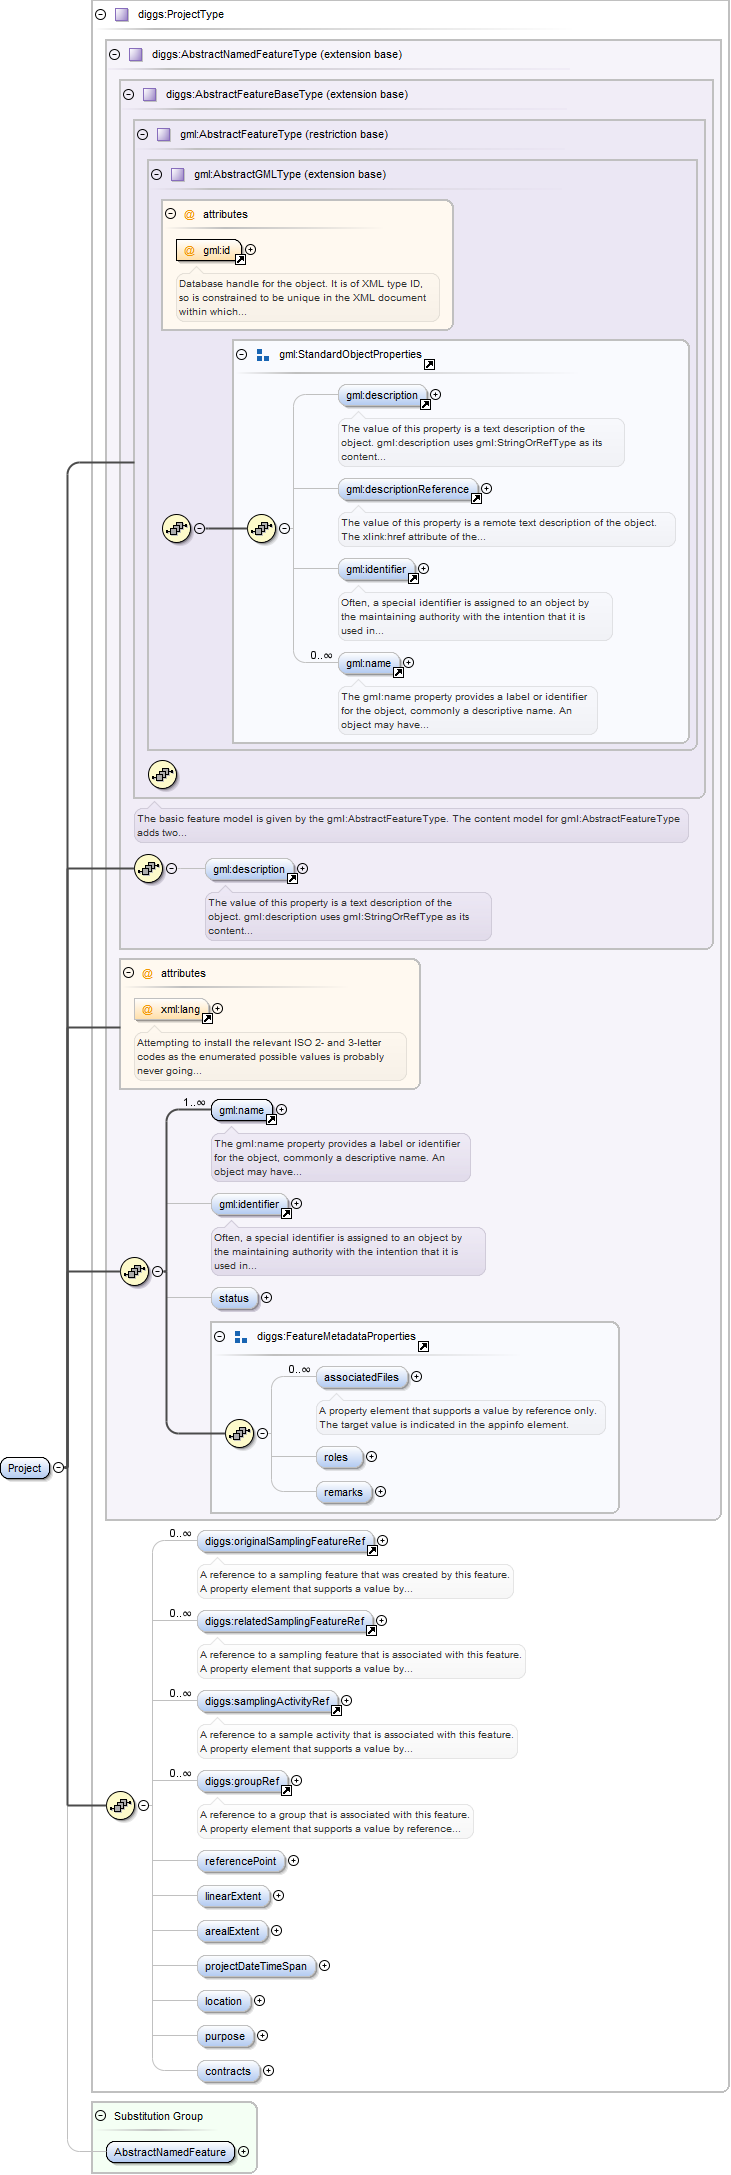 diggs:ProjectType
diggs:AbstractNamedFeatureType (extension base)
diggs:AbstractFeatureBaseType (extension base)
gml:AbstractFeatureType (restriction base)
gml:AbstractGMLType (extension base)
@ attributes
@ gml:id
Database handle for the object. It is of XML type ID,
so is constrained to be unique in the XML document
within which...
gml:StandardObjectProperties
gml:description
The value of this property is a text description of the
object. gml:description uses gml:StringOrRefType as its
content...
gml:descriptionReference
The value of this property is a remote text description of the object.
The xlink:href attribute of the...
gml:identifier
Often, a special identifier is assigned to an object by
the maintaining authority with the intention that it is
used in...
0..∞
gml:name
The gml:name property provides a label or identifier
for the object, commonly a descriptive name. An
object may have...
The basic feature model is given by the gml:AbstractFeatureType. The content model for gml:AbstractFeatureType
adds two...
gml:description
The value of this property is a text description of the
object. gml:description uses gml:StringOrRefType as its
content...
@ attributes
@ xml:lang
Attempting to install the relevant ISO 2- and 3-letter
codes as the enumerated possible values is probably
never going...
1..∞
gml:name
The gml:name property provides a label or identifier
for the object, commonly a descriptive name. An
object may have...
gml:identifier
Often, a special identifier is assigned to an object by
the maintaining authority with the intention that it is
used in...
status
diggs:FeatureMetadataProperties
0..∞
associatedFiles
A property element that supports a value by reference only.
The target value is indicated in the appinfo element.
roles
remarks
Project
0..∞
diggs:originalSamplingFeatureRef
A reference to a sampling feature that was created by this feature.
A property element that supports a value by...
0..∞
diggs:relatedSamplingFeatureRef
A reference to a sampling feature that is associated with this feature.
A property element that supports a value by...
0..∞
diggs:samplingActivityRef
A reference to a sample activity that is associated with this feature.
A property element that supports a value by...
0..∞
diggs:groupRef
A reference to a group that is associated with this feature.
A property element that supports a value by reference...
referencePoint
linearExtent
arealExtent
projectDateTimeSpan
location
purpose
contracts
Substitution Group
AbstractNamedFeature